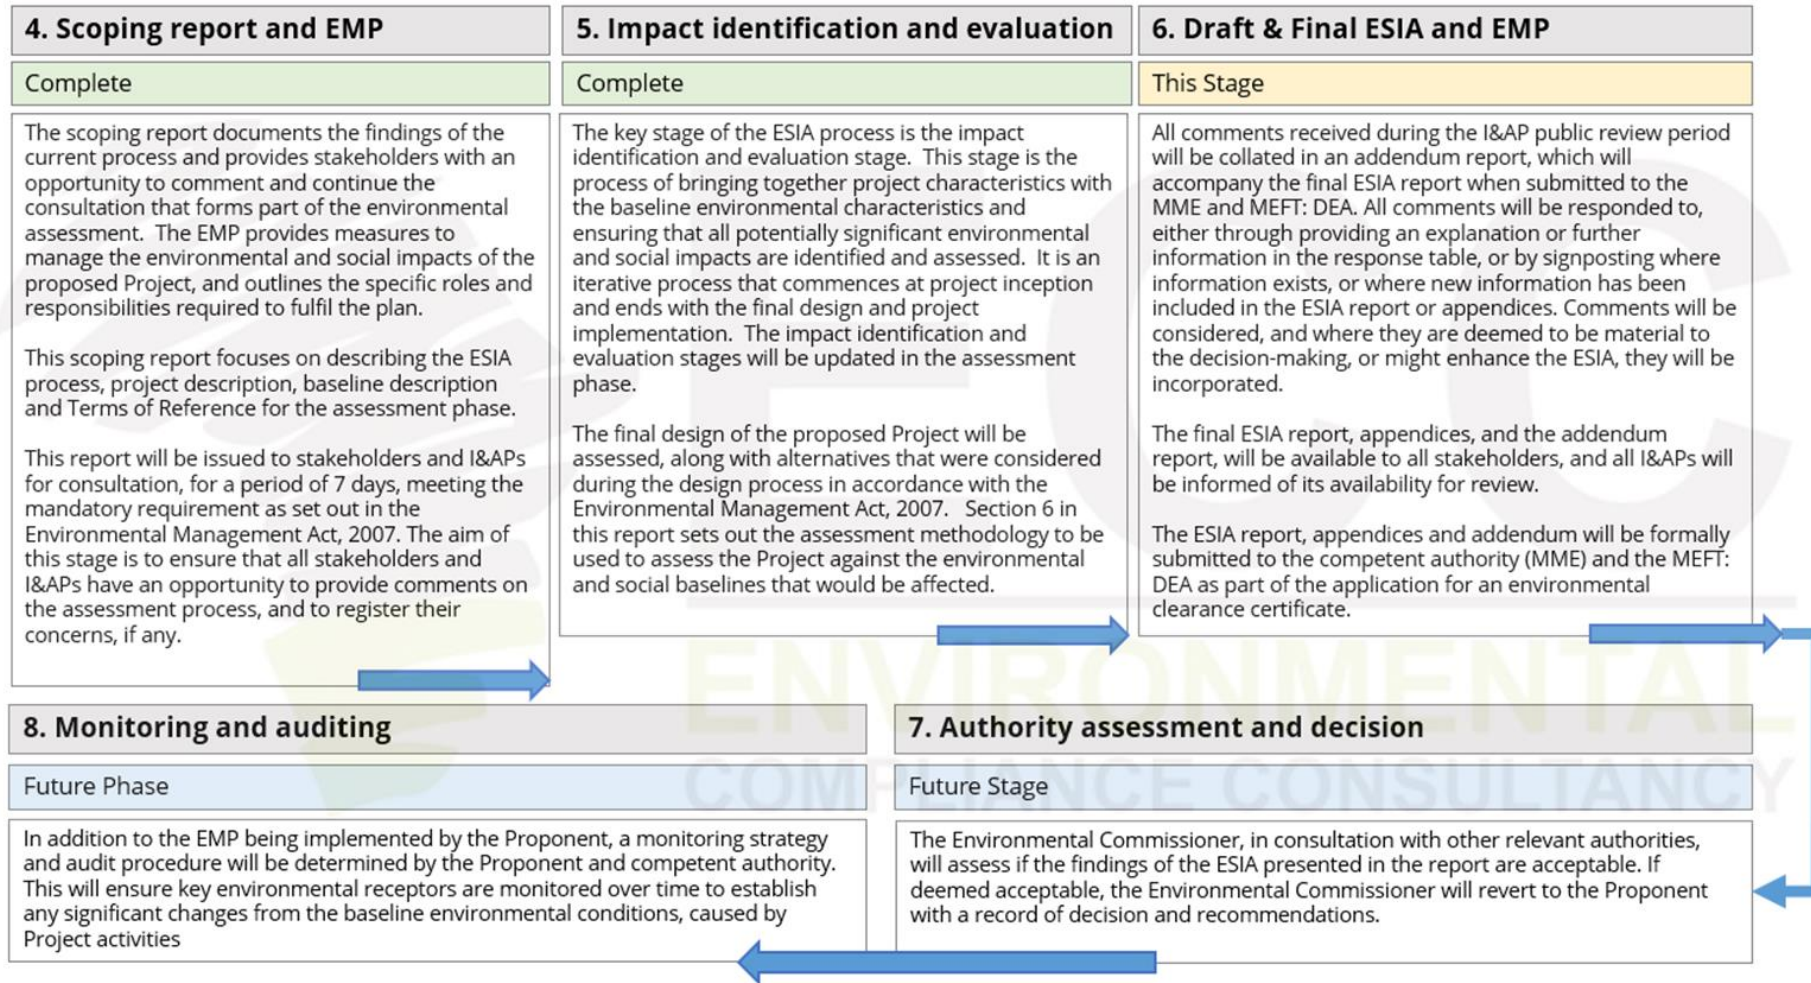 4. Scoping report and EMP
Complete
The scoping report documents the findings of the
current process and provides stakeholders with an
opportunity to comment and continue the
consultation that forms part of the environmental
assessment.  The EMP provides measures to
manage the environmental and social impacts of the
proposed Project, and outlines the specific roles and
responsibilities required to fulfil the plan.
This scoping report focuses on describing the ESIA
process, project description, baseline description
and Terms of Reference for the assessment phase.
This report will be issued to stakeholders and I&APs
for consultation, for a period of 7 days, meeting the
mandatory requirement as set out in the
Environmental Management Act, 2007. The aim of
this stage is to ensure that all stakeholders and
I&APs have an opportunity to provide comments on
the assessment process, and to register their
concerns, if any.
5. Impact identification and evaluation
Complete
The key stage of the ESIA process is the impact
identification and evaluation stage.  This stage is the
process of bringing together project characteristics with
the baseline environmental characteristics and
ensuring that all potentially significant environmental
and social impacts are identified and assessed.  It is an
iterative process that commences at project inception
and ends with the final design and project
implementation.  The impact identification and
evaluation stages will be updated in the assessment
phase.
The final design of the proposed Project will be
assessed, along with alternatives that were considered
during the design process in accordance with the
Environmental Management Act, 2007.   Section 6 in
this report sets out the assessment methodology to be
used to assess the Project against the environmental
and social baselines that would be affected.
6. Draft & Final ESIA and EMP
This Stage
All comments received during the I&AP public review period
will be collated in an addendum report, which will
accompany the final ESIA report when submitted to the
MME and MEFT: DEA. All comments will be responded to,
either through providing an explanation or further
information in the response table, or by signposting where
information exists, or where new information has been
included in the ESIA report or appendices. Comments will be
considered, and where they are deemed to be material to
the decision-making, or might enhance the ESIA, they will be
incorporated.
The final ESIA report, appendices, and the addendum
report, will be available to all stakeholders, and all I&APs will
be informed of its availability for review.
The ESIA report, appendices and addendum will be formally
submitted to the competent authority (MME) and the MEFT:
DEA as part of the application for an environmental
clearance certificate.
7. Authority assessment and decision
Future Stage
The Environmental Commissioner, in consultation with other relevant authorities,
will assess if the findings of the ESIA presented in the report are acceptable. If
deemed acceptable, the Environmental Commissioner will revert to the Proponent
with a record of decision and recommendations.
8. Monitoring and auditing
Future Phase
In addition to the EMP being implemented by the Proponent, a monitoring strategy
and audit procedure will be determined by the Proponent and competent authority.
This will ensure key environmental receptors are monitored over time to establish
any significant changes from the baseline environmental conditions, caused by
Project activities
ECC
ENVIRONMENTAL
COMPLIANCE CONSULTANCY